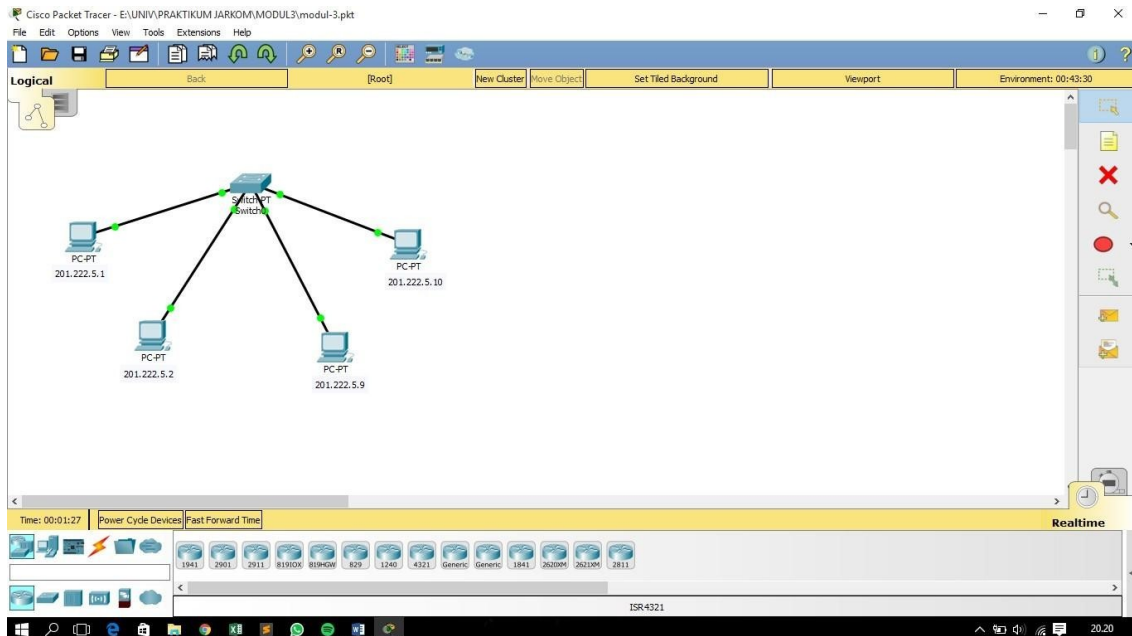 Cisco Packet Tracer - E:\UNIV\PRAKTIKUM JARKOM\MODUL3\modul-3.pkt
File Edit Options View Tools Extensions Help
Logical Back [Root] New Cluster Move Object Set Tiled Background Viewport Environment: 00:43:30
Switch-PT
Switch0
PC-PT
201.222.5.1
PC-PT
201.222.5.10
PC-PT
201.222.5.2
PC-PT
201.222.5.9
Time: 00:01:27 Power Cycle Devices Fast Forward Time Realtime
1941 2901 2911 819IOX 819HGW 829 1240 4321 Generic Generic 1841 2620XM 2621XM 2811
ISR4321
20.20